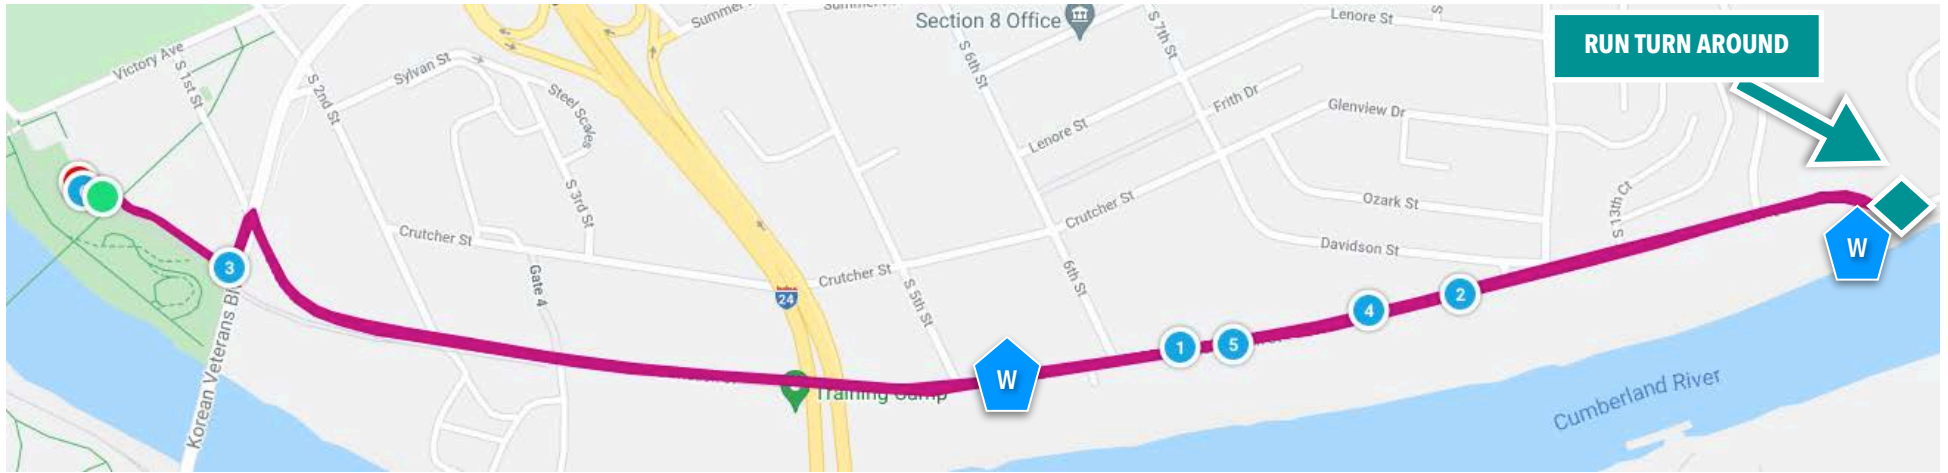 Summer
Summer
Section 8 Office
Lenore St
S
RUN TURN AROUND
Victory Ave
S 1st St
S 2nd St
Sylvan St
Steel Scales
S 6th St
S 7th St
Frith Dr
Glenview Dr
Lenore St
S 3rd St
Crutcher St
Ozark St
S 13th Ct
Crutcher St
Davidson St
W
3
Gate 4
24
Crutcher St
S 5th St
6th St
2
4
1
5
Korean Veterans Bl
W
Training Camp
Cumberland River